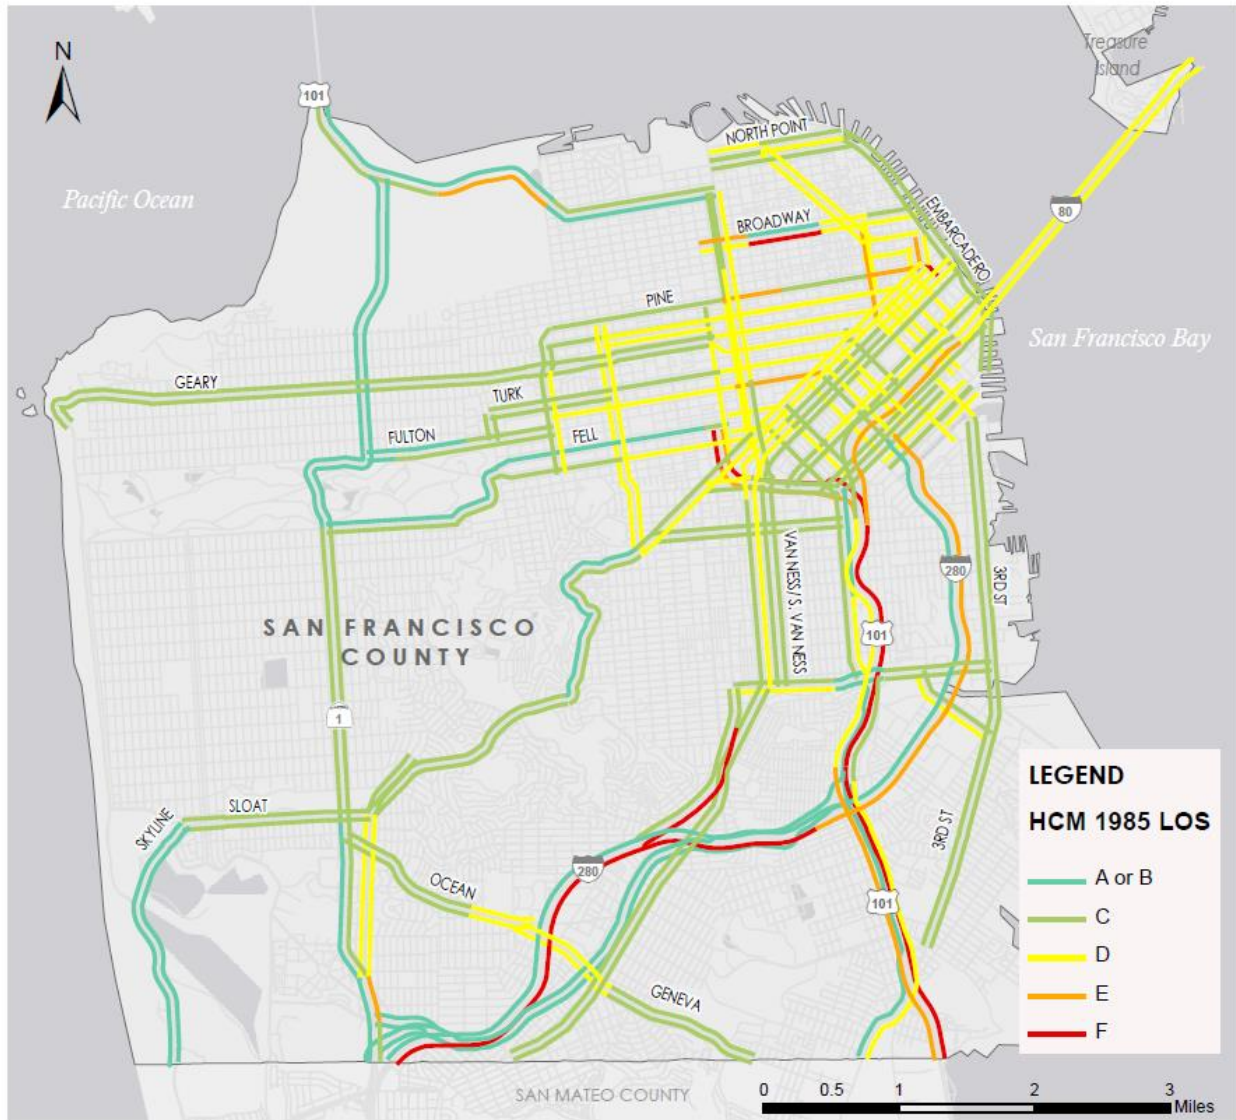 N
101
Treasure
Island
Pacific Ocean
NORTH POINT
80
BROADWAY
EMBARCADERO
PINE
San Francisco Bay
GEARY
TURK
FULTON
FELL
VAN NESS/ S. VAN NESS
280
3RD ST
SAN FRANCISCO
COUNTY
101
1
SLOAT
SKYLINE
3RD ST
280
OCEAN
101
GENEVA
LEGEND
HCM 1985 LOS
A or B
C
D
E
F
SAN MATEO COUNTY
0 0.5 1 2 3
Miles